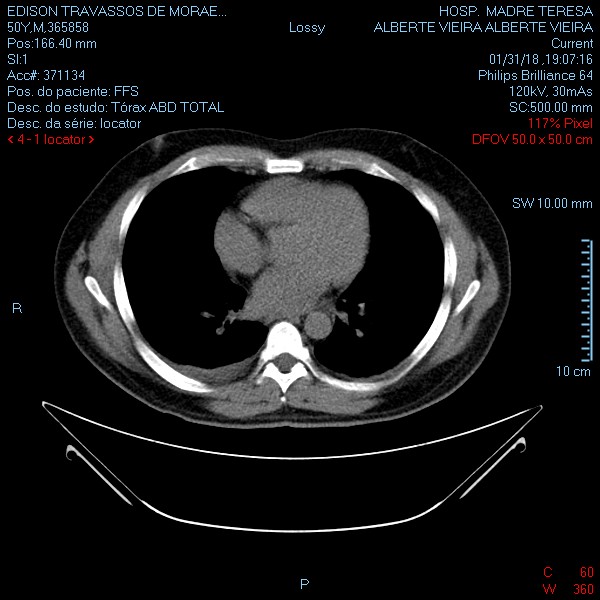 EDISON TRAVASSOS DE MORAE...
50Y,M,365858
Pos:166.40 mm
Sl:1
Acc#: 371134
Pos. do paciente: FFS
Desc. do estudo: Tórax ABD TOTAL
Desc. da série: locator
< 4 - 1 locator >
Lossy
HOSP. MADRE TERESA
ALBERTE VIEIRA ALBERTE VIEIRA
Current
01/31/18 ,19:07:16
Philips Brilliance 64
120kV, 30mAs
SC:500.00 mm
117% Pixel
DFOV 50.0 x 50.0 cm
SW 10.00 mm
R
10 cm
P
C 60
W 360